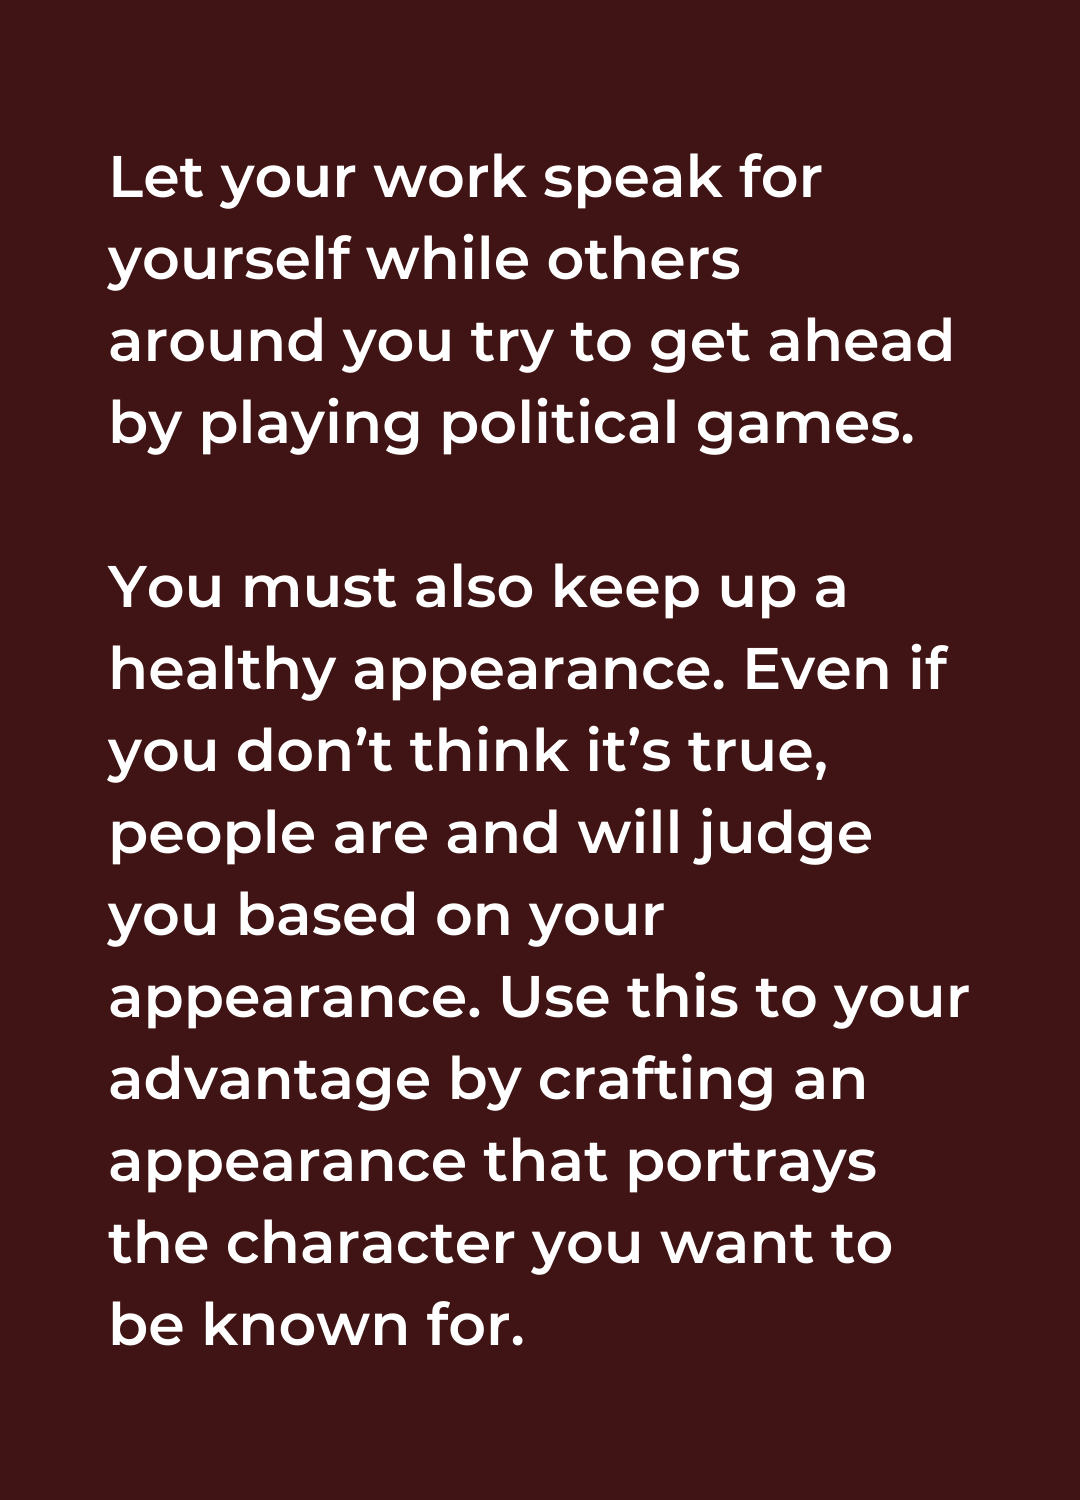 Let your work speak for
yourself while others
around you try to get ahead
by playing political games.
You must also keep up a
healthy appearance. Even if
you don’t think it’s true,
people are and will judge
you based on your
appearance. Use this to your
advantage by crafting an
appearance that portrays
the character you want to
be known for.